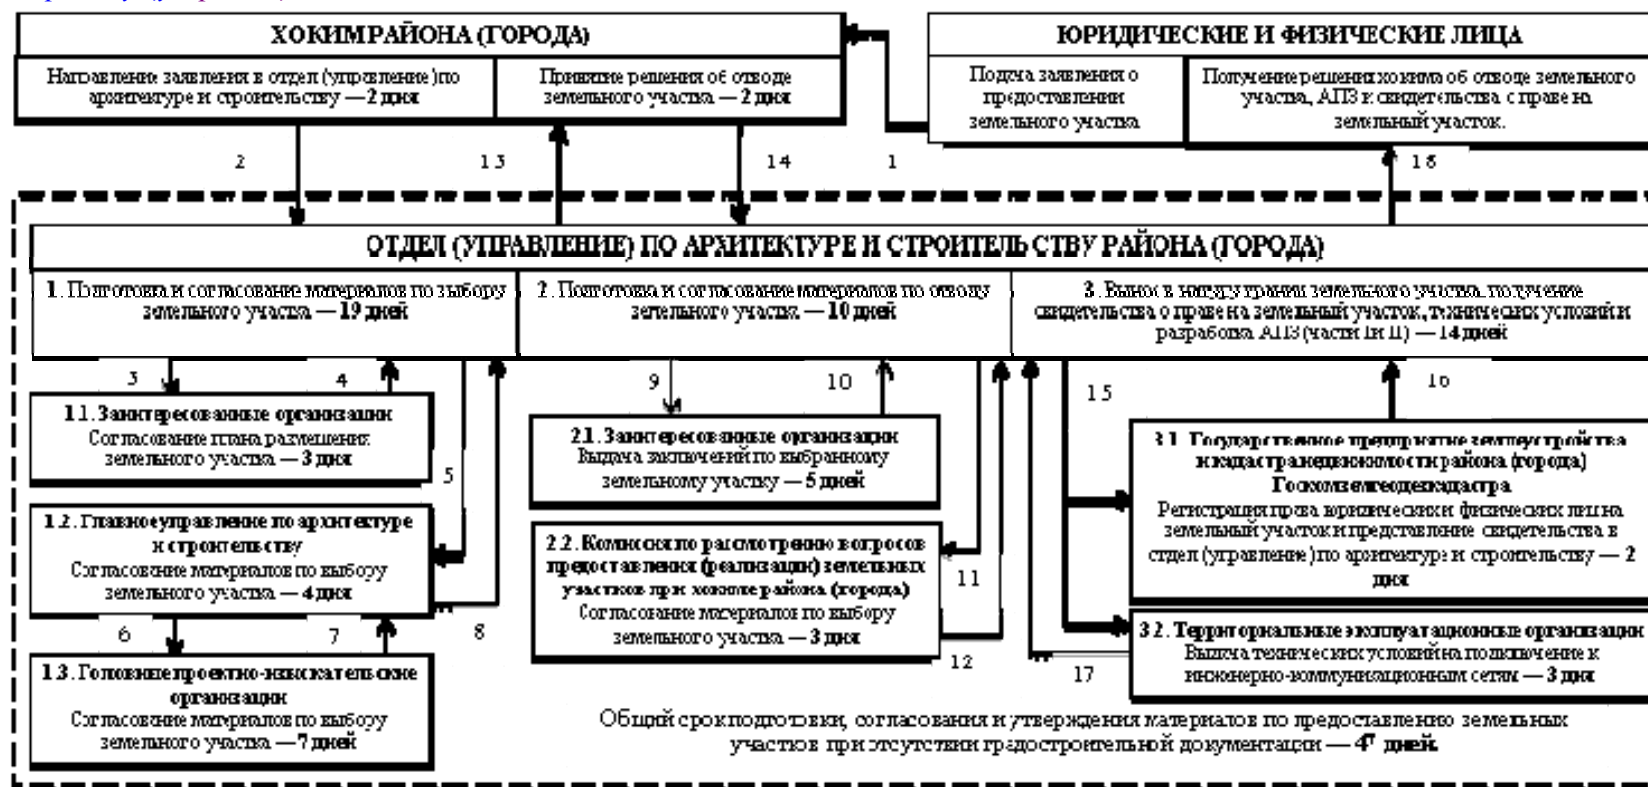 ХОКИМ РАЙОНА (ГОРОДА)
Направление заявления в отдел (управление) по
архитектуре и строительству — 2 дня
Принятие решения об отводе
земельного участка — 2 дня
ЮРИДИЧЕСКИЕ И ФИЗИЧЕСКИЕ ЛИЦА
Подача заявления о
предоставлении
земельного участка
Получение решения хокима об отводе земельного
участка, АПЗ и свидетельства о праве на
земельный участок.
2
13
14
1
18
ОТДЕЛ (УПРАВЛЕНИЕ) ПО АРХИТЕКТУРЕ И СТРОИТЕЛЬСТВУ РАЙОНА (ГОРОДА)
1. Подготовка и согласование материалов по выбору
земельного участка — 19 дней
2. Подготовка и согласование материалов по отводу
земельного участка — 10 дней
3. Вынос в натуру границ земельного участка, получение
свидетельства о праве на земельный участок, технических условий и
разработка АПЗ (части I и II) — 14 дней
3
4
9
10
15
16
1.1. Заинтересованные организации
Согласование плана размещения
земельного участка — 3 дня
5
1.2. Главное управление по архитектуре
и строительству
Согласование материалов по выбору
земельного участка — 4 дня
6
7
8
1.3. Головные проектно-изыскательские
организации
Согласование материалов по выбору
земельного участка — 7 дней
2.1. Заинтересованные организации
Выдача заключений по выбранному
земельному участку — 5 дней
2.2. Комиссия по рассмотрению вопросов
предоставления (реализации) земельных
участков при хокиме района (города)
Согласование материалов по выбору
земельного участка — 3 дня
11
12
3.1. Государственное предприятие землеустройства
и кадастра недвижимости района (города)
Госкомземгеодезкадастра
Регистрация права юридических и физических лиц на
земельный участок и представление свидетельства в
отдел (управление) по архитектуре и строительству — 2
дня
3.2. Территориальные эксплуатационные организации
Выдача технических условий на подключение к
инженерно-коммуникационным сетям — 3 дня
17
Общий срок подготовки, согласования и утверждения материалов по предоставлению земельных
участков при отсутствии градостроительной документации — 47 дней.